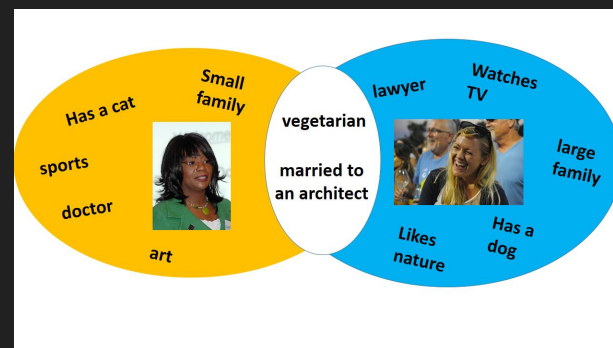 Small
family
Has a cat
sports
doctor
art
vegetarian
married to
an architect
lawyer
Watches
TV
large
family
Has a
dog
Likes
nature